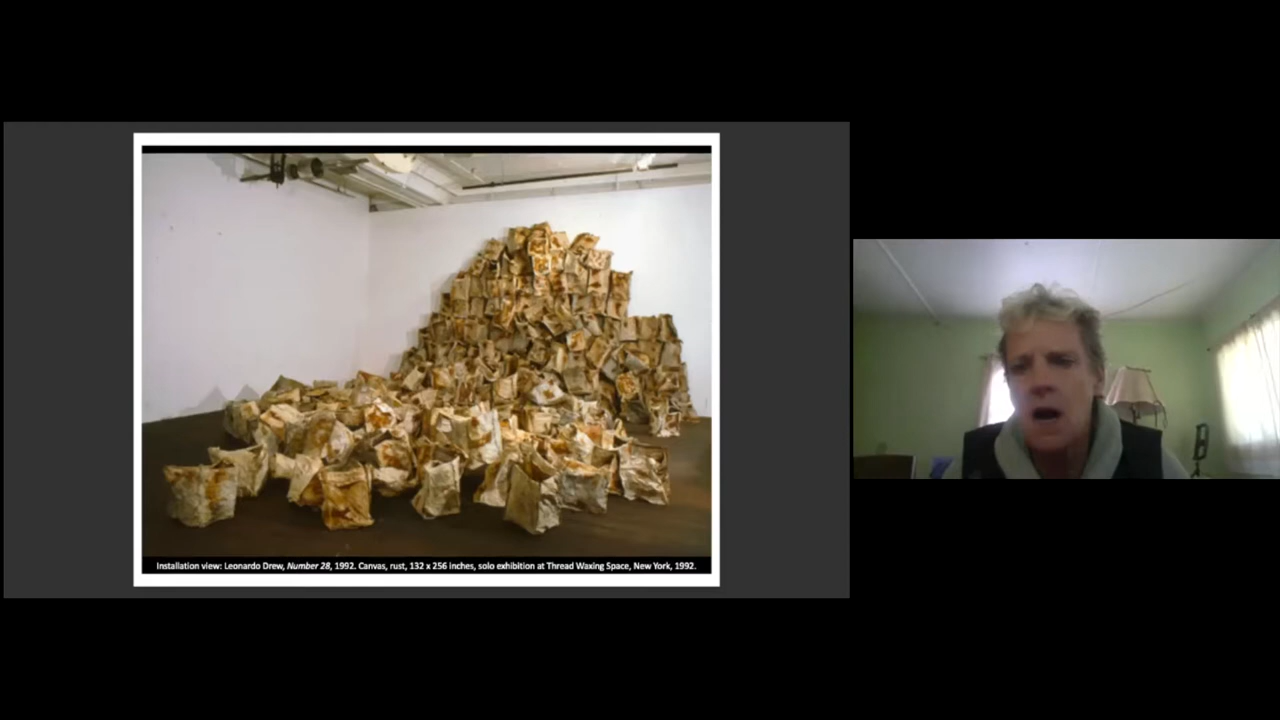 Installation view: Leonardo Drew, Number 28, 1992. Canvas, rust, 132 x 256 inches, solo exhibition at Thread Waxing Space, New York, 1992.